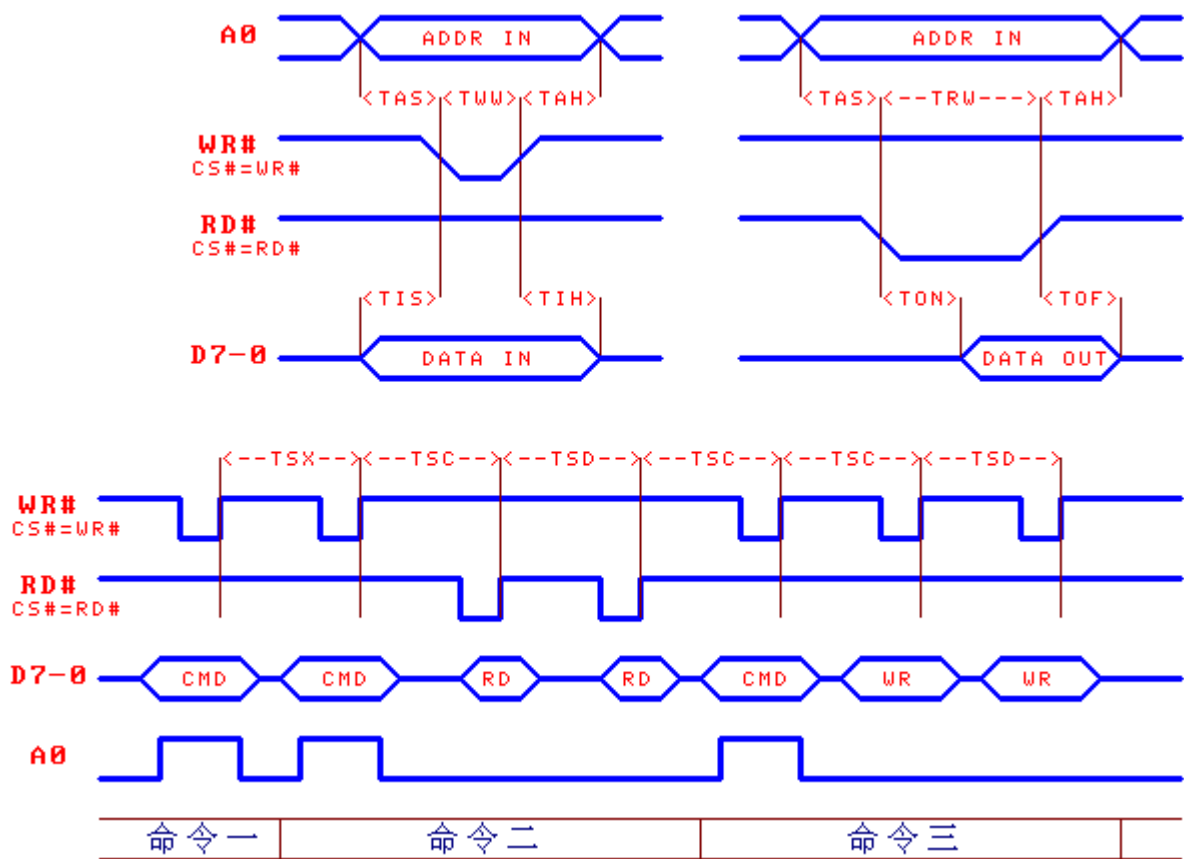 A0 ADDR IN ADDR IN
<TAS> <TWW> <TAH> <TAS> <--TRW---> <TAH>
WR#
CS#=WR#
RD#
CS#=RD#
<TIS> <TIH> <TON> <TOF>
D7-0 DATA IN DATA OUT
<--TSX--> <--TSC--> <--TSD--> <--TSC--> <--TSC--> <--TSD-->
WR#
CS#=WR#
RD#
CS#=RD#
D7-0 CMD CMD RD RD CMD WR WR
A0
命令一 命令二 命令三